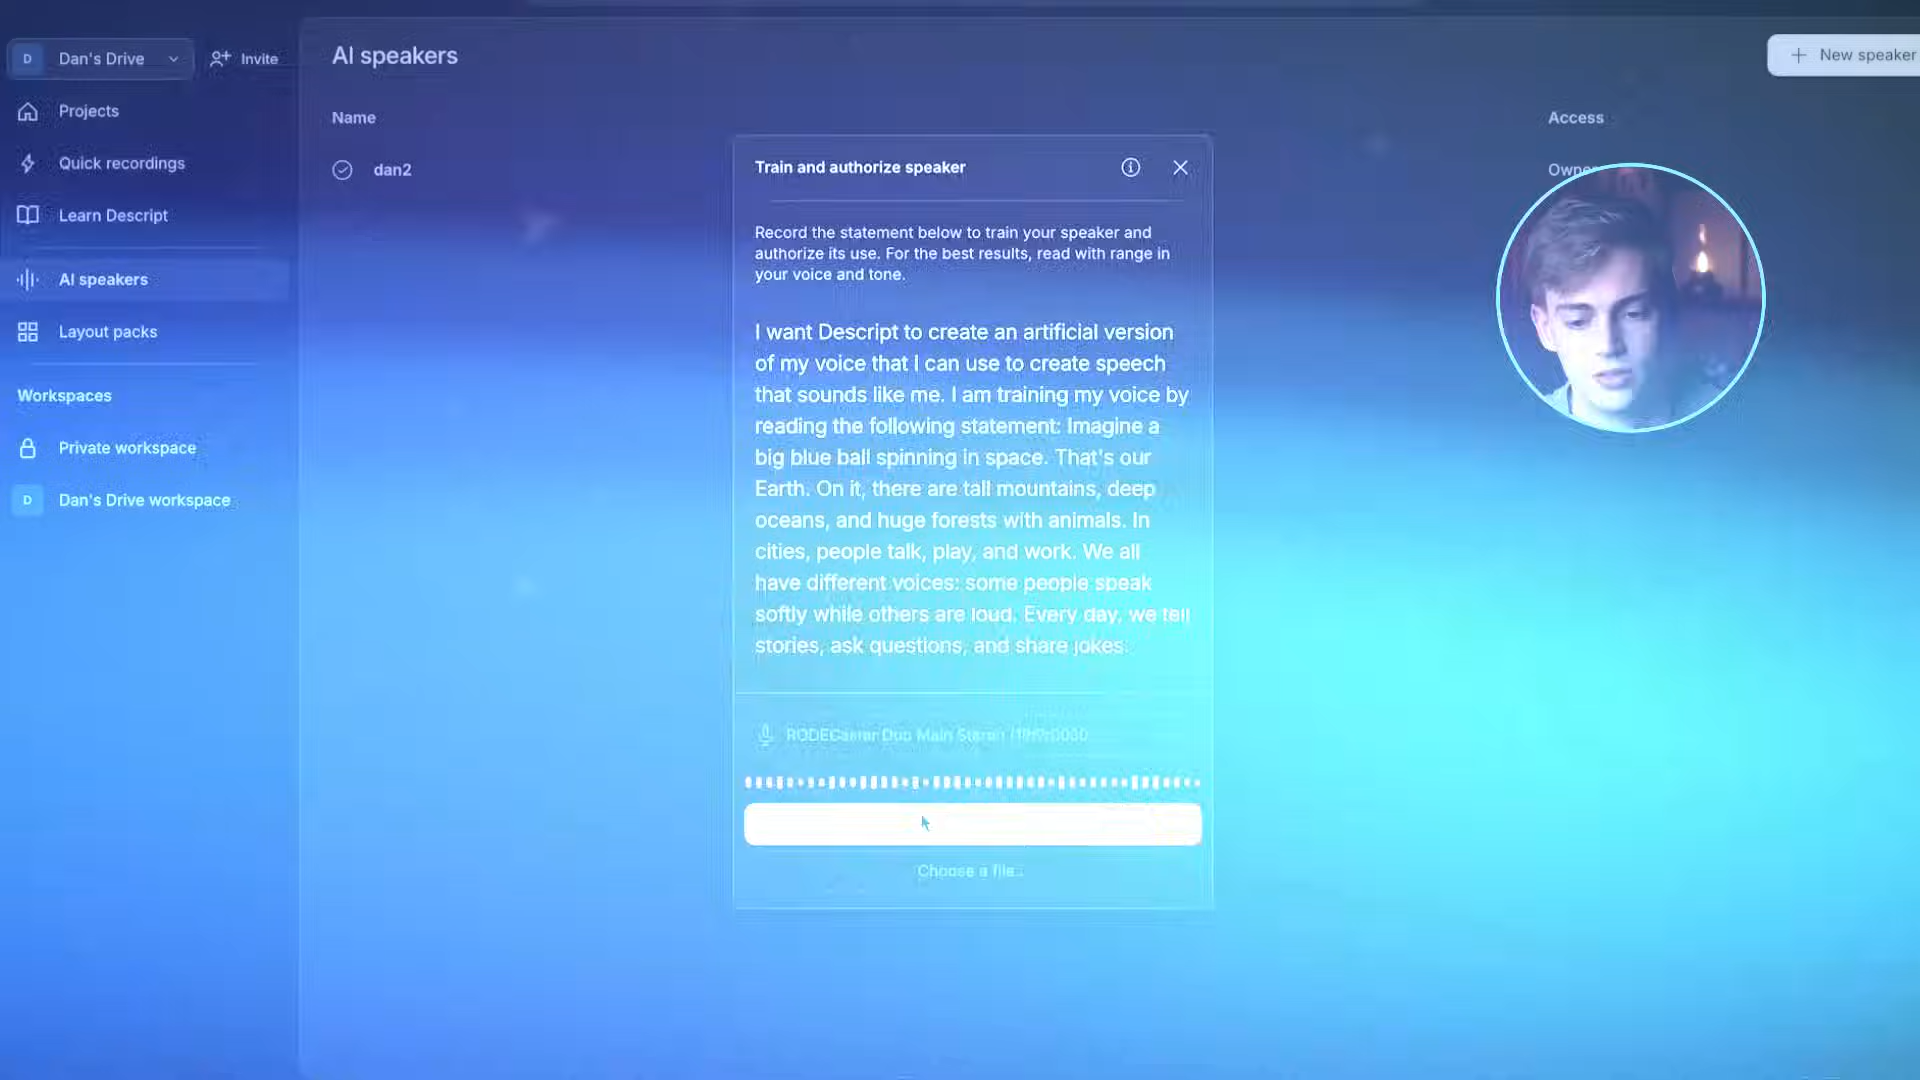 D Dan's Drive
Invite
Projects
Quick recordings
Learn Descript
AI speakers
Layout packs
Workspaces
Private workspace
D Dan's Drive workspace
AI speakers
New speaker
Name
Access
dan2
Owner
Train and authorize speaker
Record the statement below to train your speaker and
authorize its use. For the best results, read with range in
your voice and tone.
I want Descript to create an artificial version
of my voice that I can use to create speech
that sounds like me. I am training my voice by
reading the following statement: Imagine a
big blue ball spinning in space. That's our
Earth. On it, there are tall mountains, deep
oceans, and huge forests with animals. In
cities, people talk, play, and work. We all
have different voices: some people speak
softly while others are loud. Every day, we tell
stories, ask questions, and share jokes.
RODECaster Duo Main Stereo
Choose a file...